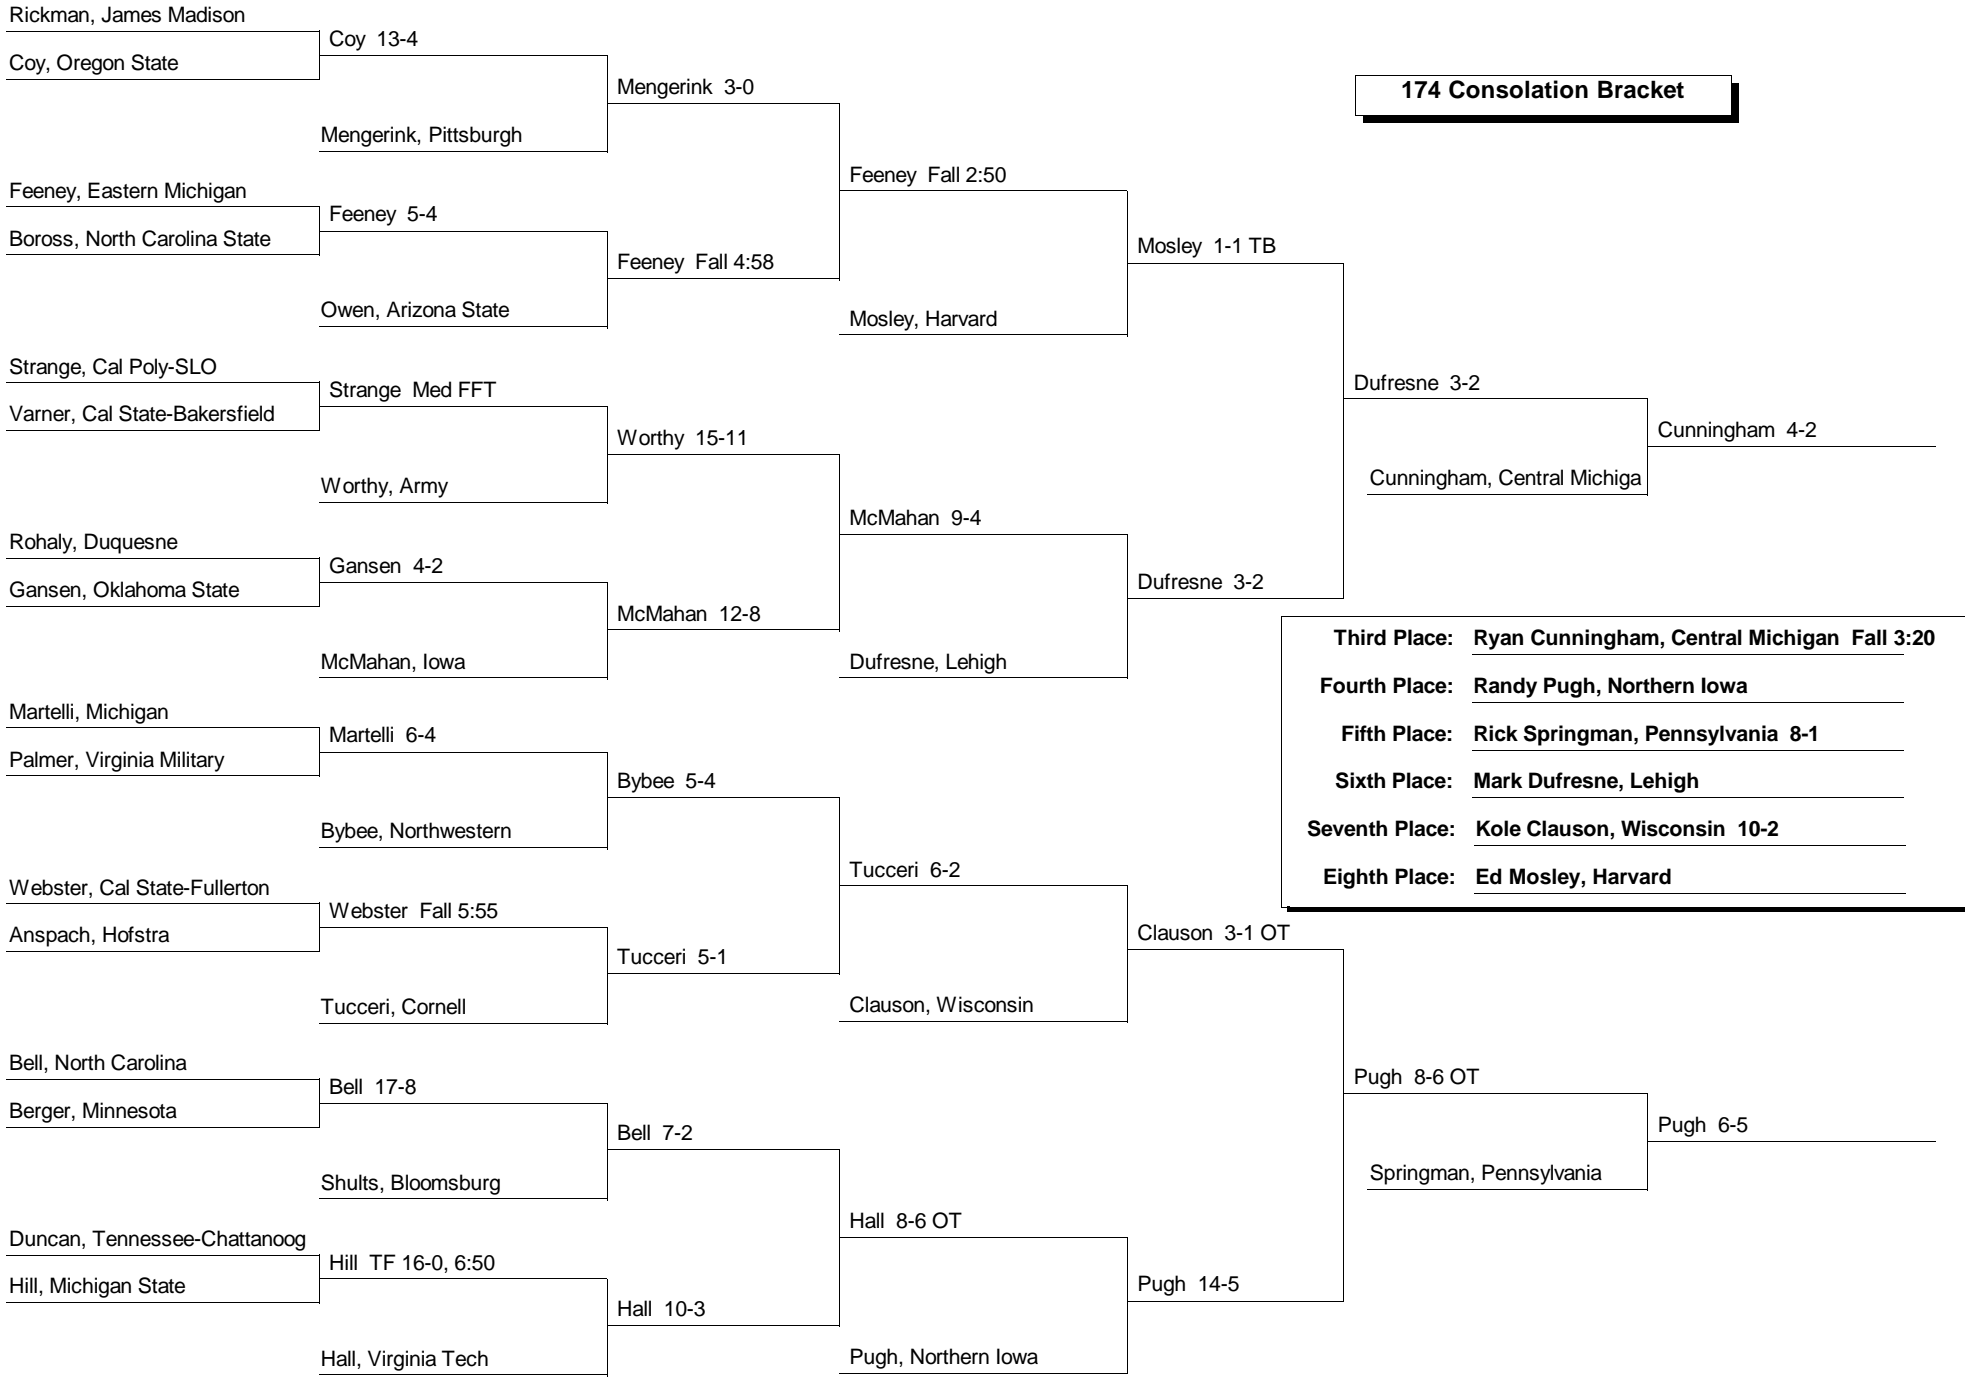 Rickman, James Madison
Coy, Oregon State
Coy 13-4
Mengerink, Pittsburgh
Mengerink 3-0
174 Consolation Bracket
Feeney, Eastern Michigan
Boross, North Carolina State
Feeney 5-4
Owen, Arizona State
Feeney Fall 4:58
Feeney Fall 2:50
Mosley, Harvard
Mosley 1-1 TB
Strange, Cal Poly-SLO
Varner, Cal State-Bakersfield
Strange Med FFT
Worthy, Army
Worthy 15-11
Rohaly, Duquesne
Gansen, Oklahoma State
Gansen 4-2
McMahan, Iowa
McMahan 12-8
McMahan 9-4
Dufresne, Lehigh
Dufresne 3-2
Dufresne 3-2
Cunningham, Central Michiga
Cunningham 4-2
Third Place: Ryan Cunningham, Central Michigan Fall 3:20
Fourth Place: Randy Pugh, Northern Iowa
Fifth Place: Rick Springman, Pennsylvania 8-1
Sixth Place: Mark Dufresne, Lehigh
Seventh Place: Kole Clauson, Wisconsin 10-2
Eighth Place: Ed Mosley, Harvard
Martelli, Michigan
Palmer, Virginia Military
Martelli 6-4
Bybee, Northwestern
Bybee 5-4
Webster, Cal State-Fullerton
Anspach, Hofstra
Webster Fall 5:55
Tucceri, Cornell
Tucceri 5-1
Tucceri 6-2
Clauson, Wisconsin
Clauson 3-1 OT
Bell, North Carolina
Berger, Minnesota
Bell 17-8
Shults, Bloomsburg
Bell 7-2
Duncan, Tennessee-Chattanoog
Hill, Michigan State
Hill TF 16-0, 6:50
Hall, Virginia Tech
Hall 10-3
Hall 8-6 OT
Pugh, Northern Iowa
Pugh 14-5
Pugh 8-6 OT
Springman, Pennsylvania
Pugh 6-5